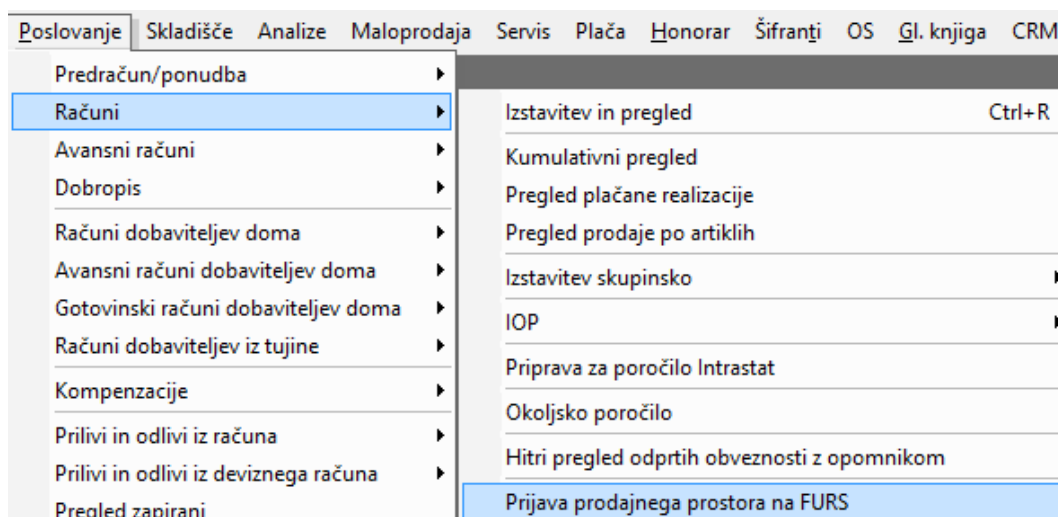 Poslovanje Skladišče Analize Maloprodaja Servis Plača Honorar Šifranti OS Gl. knjiga CRM
Predračun/ponudba
Računi
Avansni računi
Dobropis
Računi dobaviteljev doma
Avansni računi dobaviteljev doma
Gotovinski računi dobaviteljev doma
Računi dobaviteljev iz tujine
Kompenzacije
Prilivi in odlivi iz računa
Prilivi in odlivi iz deviznega računa
Pregled zapirani
Izstavitev in pregled Ctrl+R
Kumulativni pregled
Pregled plačane realizacije
Pregled prodaje po artiklih
Izstavitev skupinsko
IOP
Priprava za poročilo Intrastat
Okoljsko poročilo
Hitri pregled odprtih obveznosti z opomnikom
Prijava prodajnega prostora na FURS